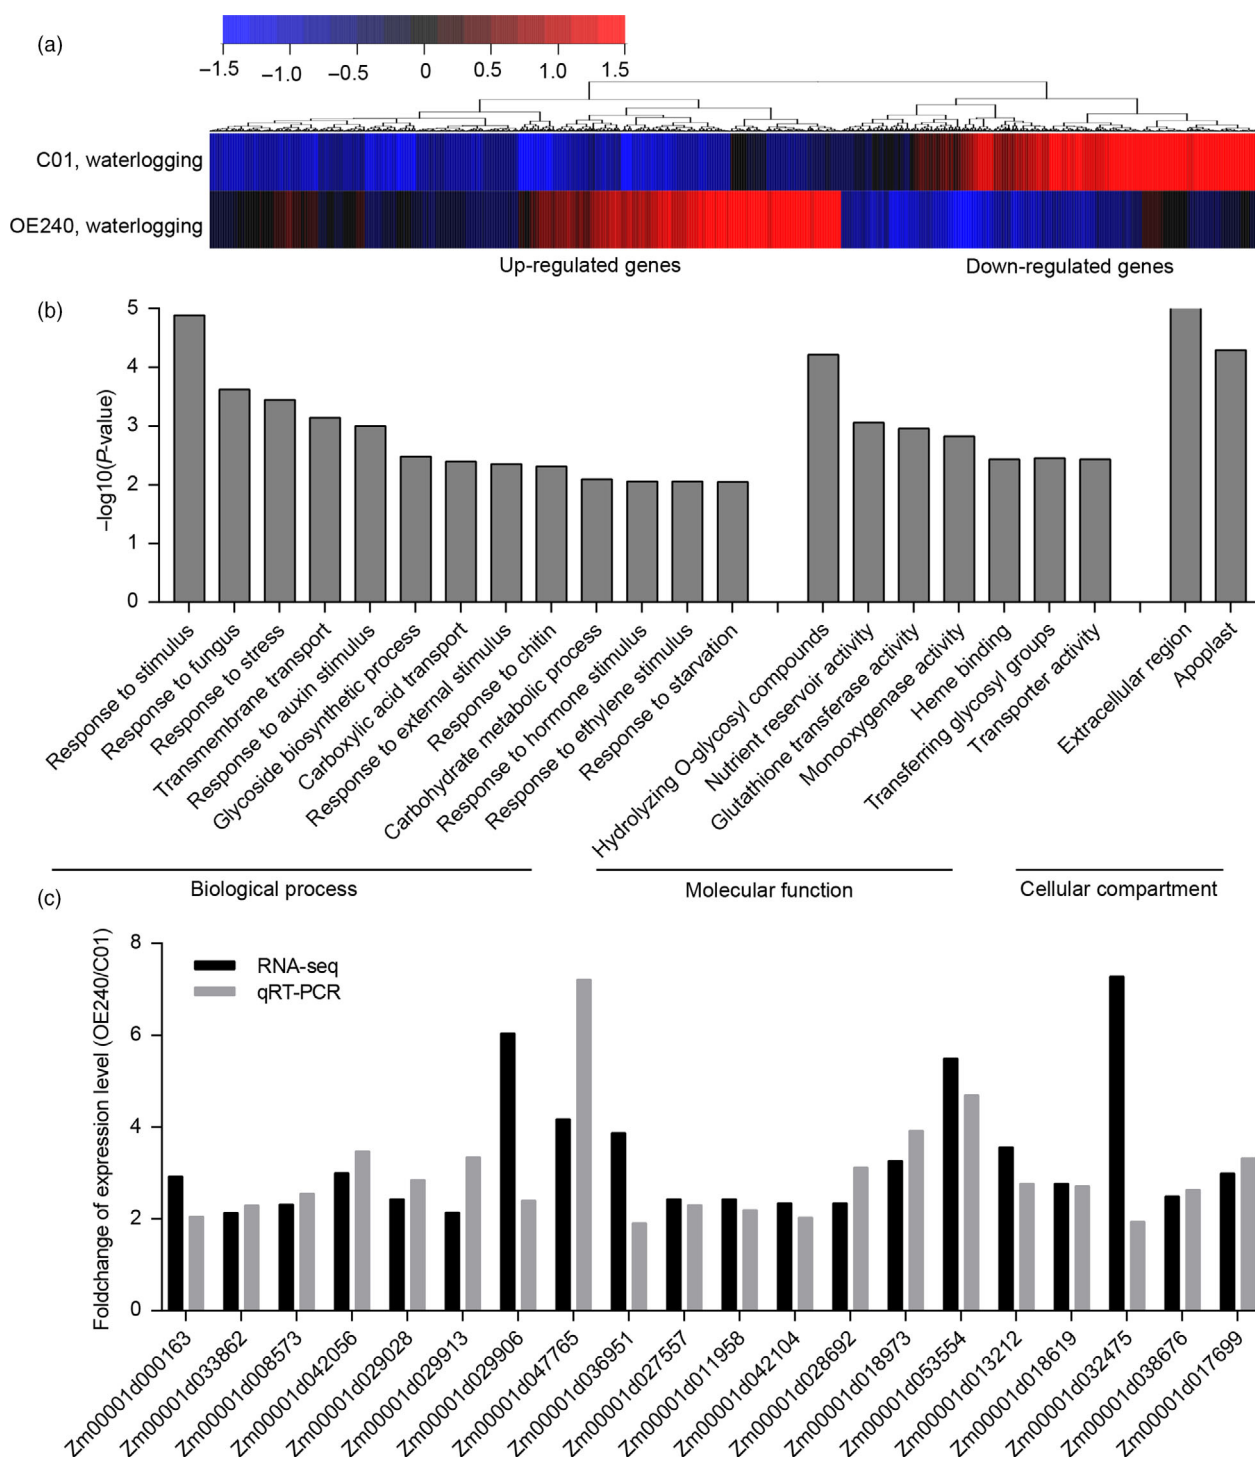 (a)
−1.5 −1.0 −0.5 0 0.5 1.0 1.5
C01, waterlogging
OE240, waterlogging
Up-regulated genes Down-regulated genes
(b)
−log10(P-value)
5
4
3
2
1
0
Response to stimulus
Response to fungus
Response to stress
Transmembrane transport
Response to auxin stimulus
Glycoside biosynthetic process
Carboxylic acid transport
Response to external stimulus
Response to chitin
Carbohydrate metabolic process
Response to hormone stimulus
Response to ethylene stimulus
Response to starvation
Hydrolyzing O-glycosyl compounds
Nutrient reservoir activity
Glutathione transferase activity
Monooxygenase activity
Heme binding
Transferring glycosyl groups
Transporter activity
Extracellular region
Apoplast
Biological process Molecular function Cellular compartment
(c)
Foldchange of expression level (OE240/C01)
8
6
4
2
0
RNA-seq
qRT-PCR
Zm00001d000163
Zm00001d033862
Zm00001d008573
Zm00001d042056
Zm00001d029028
Zm00001d029913
Zm00001d029906
Zm00001d047765
Zm00001d036951
Zm00001d027557
Zm00001d011958
Zm00001d042104
Zm00001d028692
Zm00001d018973
Zm00001d053554
Zm00001d013212
Zm00001d018619
Zm00001d032475
Zm00001d038676
Zm00001d017699